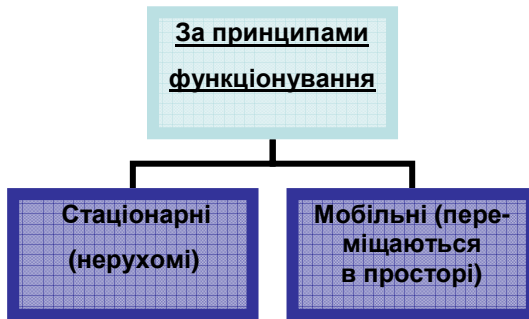 За принципами
функціонування
Стаціонарні
(нерухомі)
Мобільні (пере-
міщаються
в просторі)